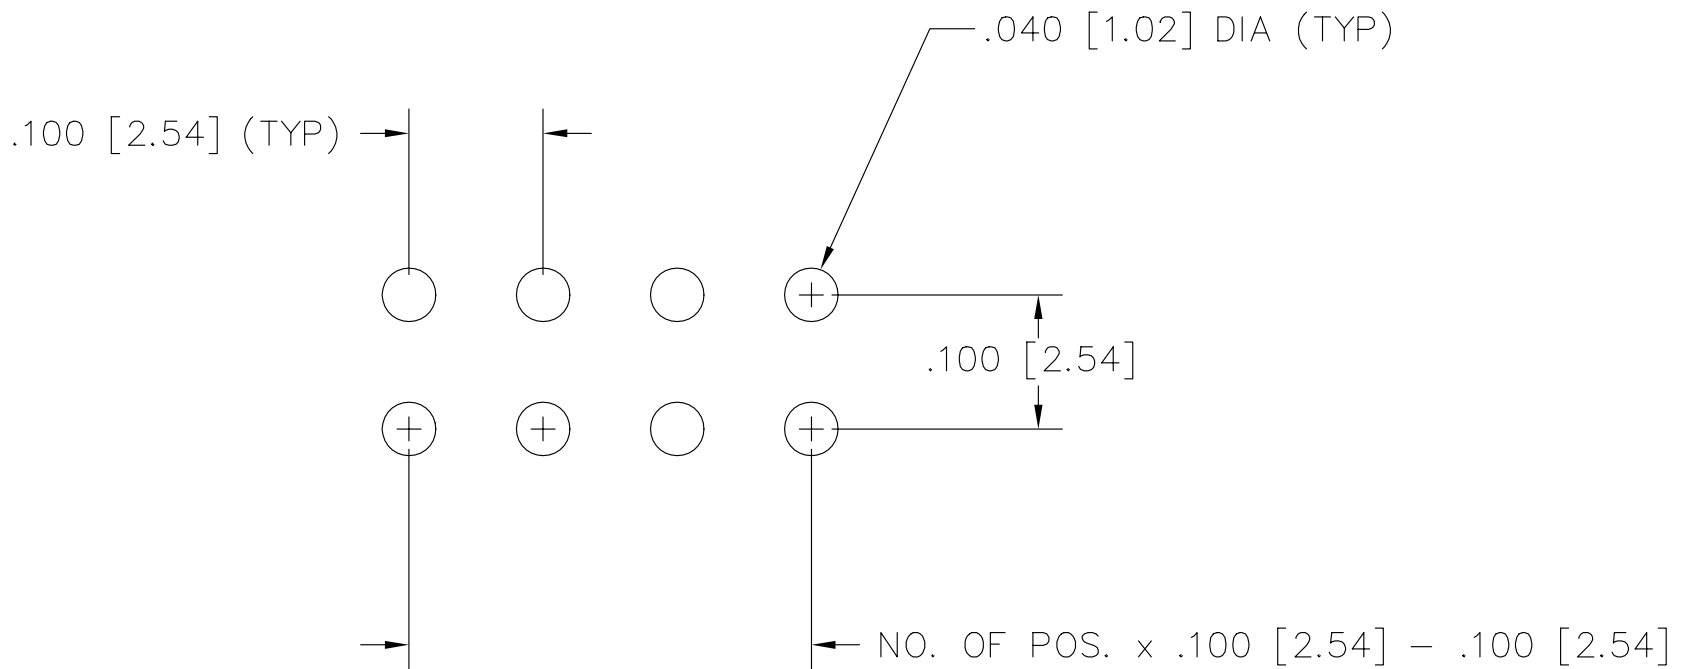 .040 [1.02] DIA (TYP)
.100 [2.54] (TYP)
.100 [2.54]
NO. OF POS. x .100 [2.54] – .100 [2.54]